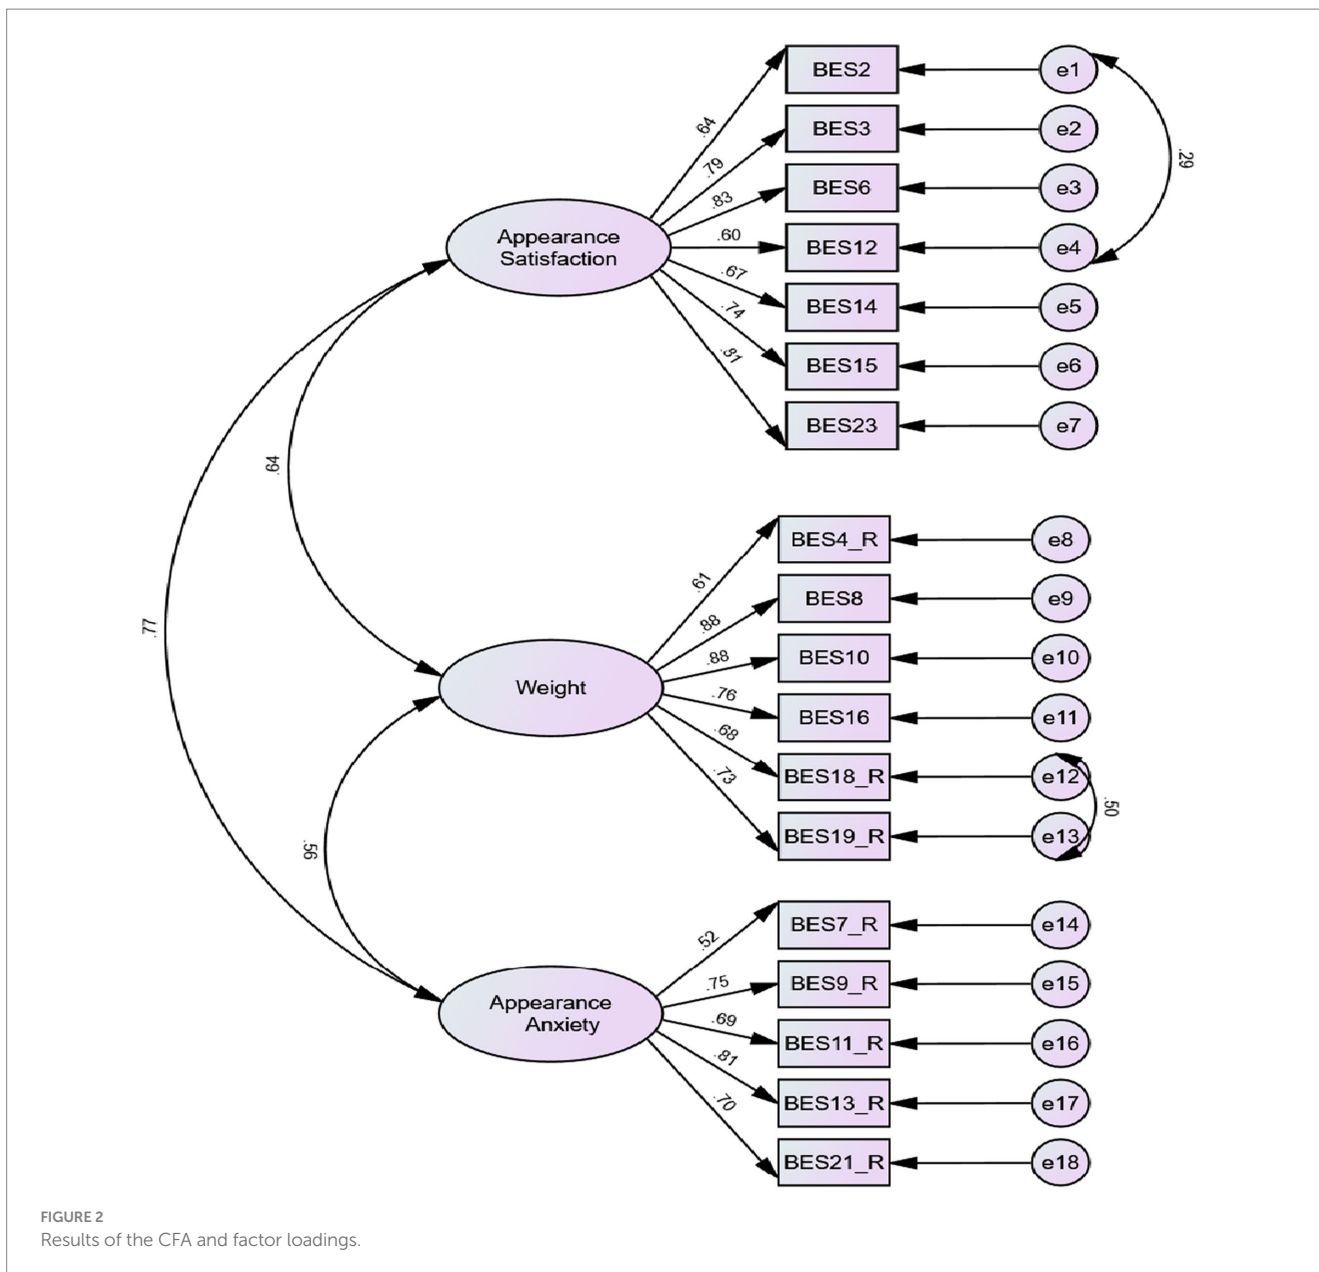 BES2
e1
.64
BES3
e2
.79
.29
BES6
e3
.83
Appearance
Satisfaction
.60
BES12
e4
.67
BES14
e5
.74
BES15
e6
.81
BES23
e7
.64
BES4_R
e8
.61
BES8
e9
.88
.77
BES10
e10
.88
Weight
.76
BES16
e11
.68
BES18_R
e12
.73
.50
BES19_R
e13
.56
BES7_R
e14
.52
BES9_R
e15
.75
Appearance
Anxiety
.69
BES11_R
e16
.81
BES13_R
e17
.70
BES21_R
e18
FIGURE 2
Results of the CFA and factor loadings.